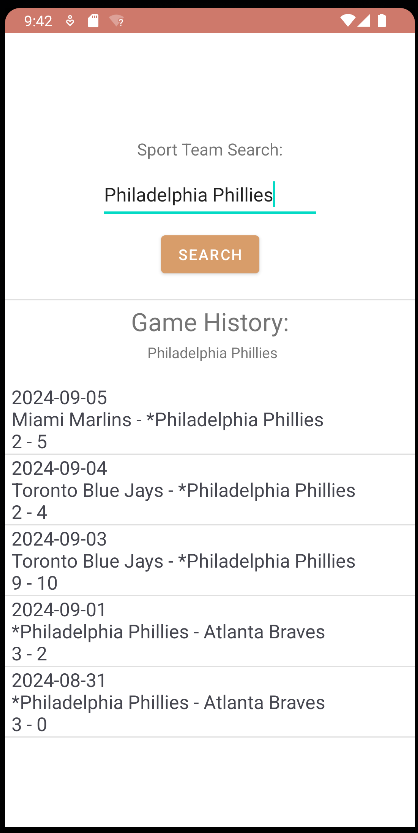 9:42
Sport Team Search:
Philadelphia Phillies
SEARCH
Game History:
Philadelphia Phillies
2024-09-05
Miami Marlins - *Philadelphia Phillies
2 - 5
2024-09-04
Toronto Blue Jays - *Philadelphia Phillies
2 - 4
2024-09-03
Toronto Blue Jays - *Philadelphia Phillies
9 - 10
2024-09-01
*Philadelphia Phillies - Atlanta Braves
3 - 2
2024-08-31
*Philadelphia Phillies - Atlanta Braves
3 - 0